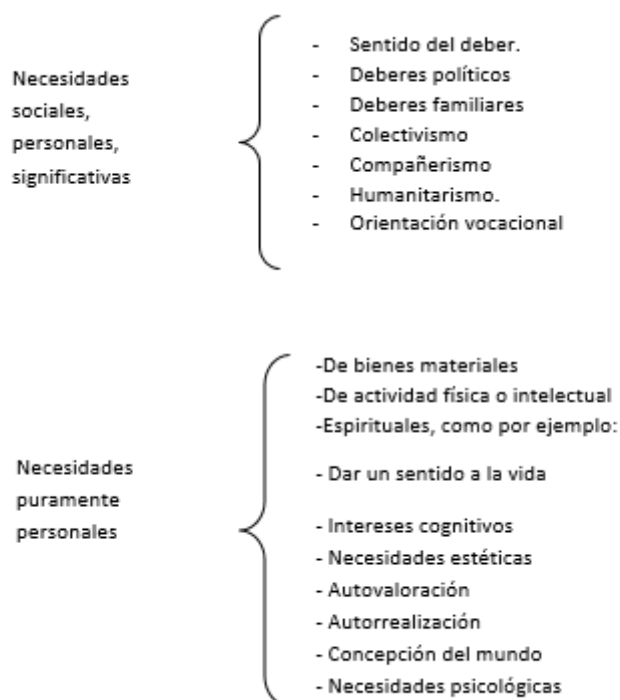 Necesidades
sociales,
personales,
significativas
- Sentido del deber.
- Deberes políticos
- Deberes familiares
- Colectivismo
- Compañerismo
- Humanitarismo.
- Orientación vocacional
Necesidades
puramente
personales
-De bienes materiales
-De actividad física o intelectual
-Espirituales, como por ejemplo:
- Dar un sentido a la vida
- Intereses cognitivos
- Necesidades estéticas
- Autovaloración
- Autorrealización
- Concepción del mundo
- Necesidades psicológicas